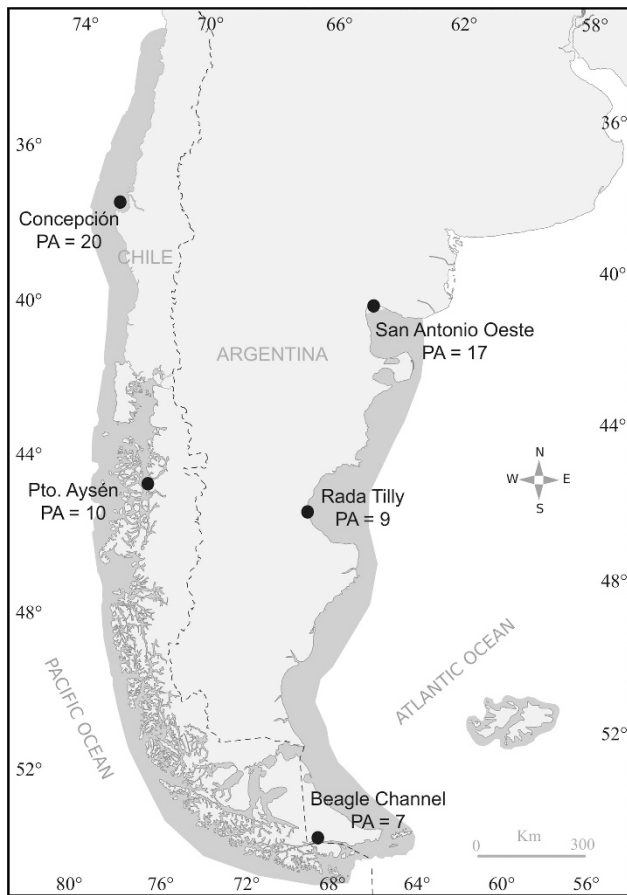 74° 70° 66° 62° 58°
36° 36°
Concepción
PA = 20
CHILE
40° 40°
San Antonio Oeste
PA = 17
ARGENTINA
44° 44°
N
W E
S
Pto. Aysén
PA = 10
Rada Tilly
PA = 9
48° 48°
PACIFIC OCEAN
ATLANTIC OCEAN
52° 52°
Beagle Channel
PA = 7
Km
0 300
80° 76° 72° 68° 64° 60° 56°